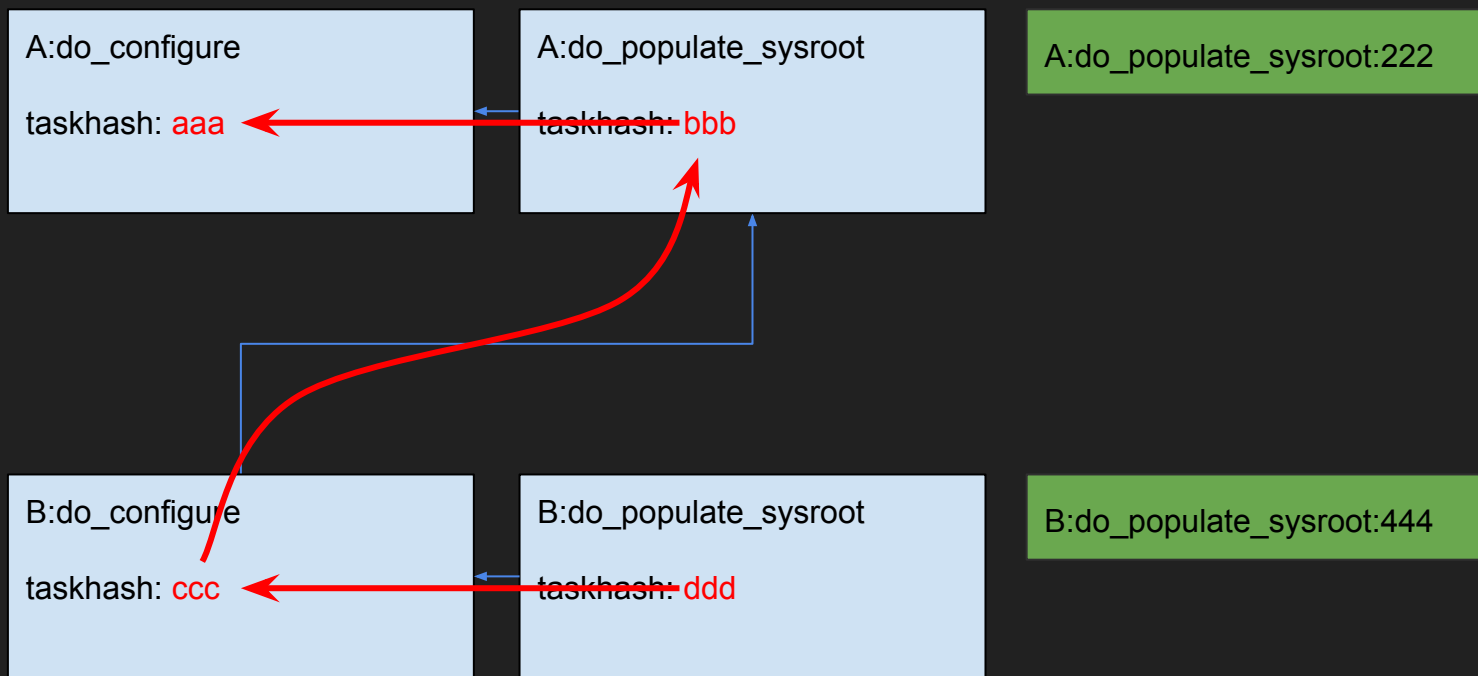 A:do_configure
taskhash: aaa
A:do_populate_sysroot
taskhash: bbb
A:do_populate_sysroot:222
B:do_configure
taskhash: ccc
B:do_populate_sysroot
taskhash: ddd
B:do_populate_sysroot:444